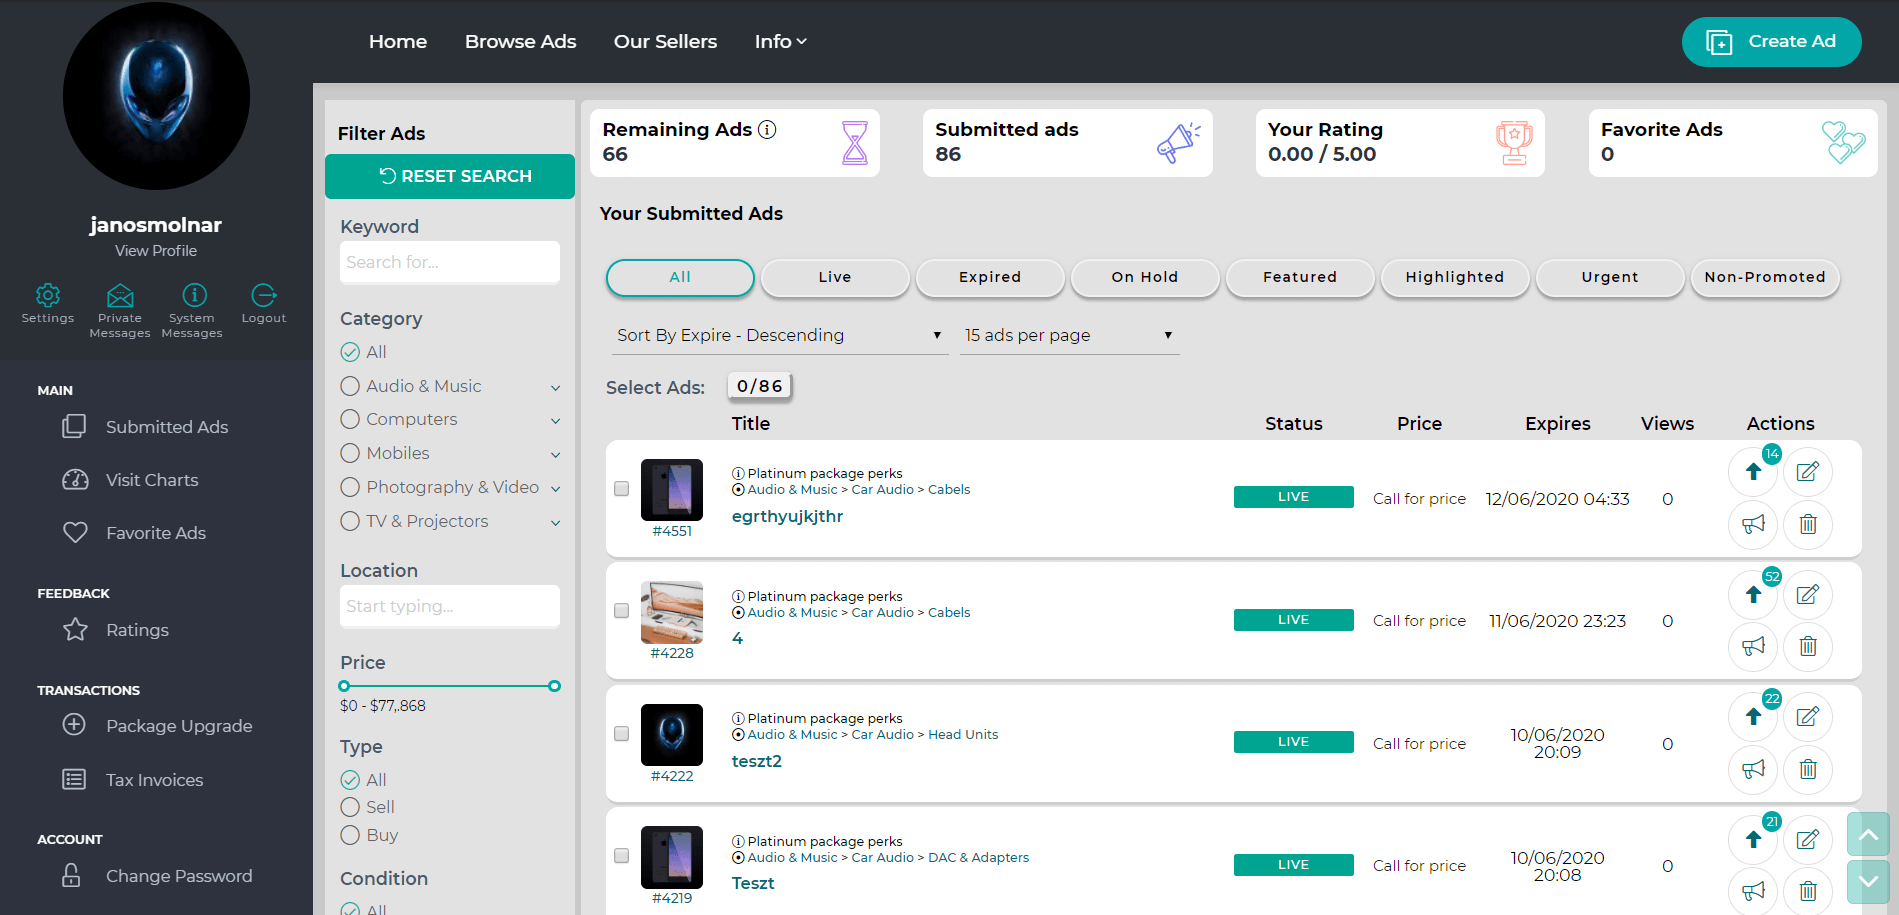 Home
Browse Ads
Our Sellers
Info
Create Ad
janosmolnar
View Profile
Settings
Private Messages
System Messages
Logout
MAIN
Submitted Ads
Visit Charts
Favorite Ads
FEEDBACK
Ratings
TRANSACTIONS
Package Upgrade
Tax Invoices
ACCOUNT
Change Password
Filter Ads
RESET SEARCH
Keyword
Search for...
Category
All
Audio & Music
Computers
Mobiles
Photography & Video
TV & Projectors
Location
Start typing...
Price
$0 - $77,.868
Type
All
Sell
Buy
Condition
All
Remaining Ads
66
Submitted ads
86
Your Rating
0.00 / 5.00
Favorite Ads
0
Your Submitted Ads
All
Live
Expired
On Hold
Featured
Highlighted
Urgent
Non-Promoted
Sort By Expire - Descending
15 ads per page
Select Ads: 0/86
Title Status Price Expires Views Actions
Platinum package perks
Audio & Music > Car Audio > Cabels
egrthyujkjthr
#4551
LIVE
Call for price
12/06/2020 04:33
0
14
Platinum package perks
Audio & Music > Car Audio > Cabels
4
#4228
LIVE
Call for price
11/06/2020 23:23
0
52
Platinum package perks
Audio & Music > Car Audio > Head Units
teszt2
#4222
LIVE
Call for price
10/06/2020
20:09
0
22
Platinum package perks
Audio & Music > Car Audio > DAC & Adapters
Teszt
#4219
LIVE
Call for price
10/06/2020
20:08
0
21